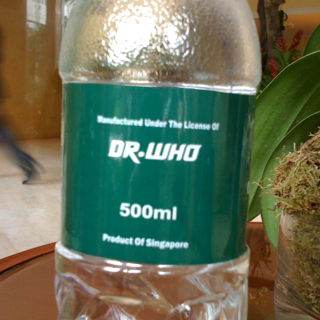 Manufactured Under The License Of
DR.WHO
500ml
Product Of Singapore